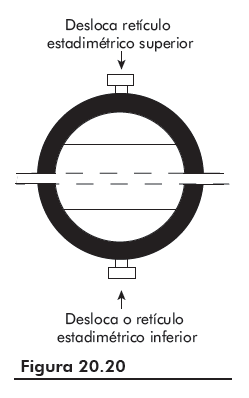 Desloca retículo
estadimétrico superior
Desloca o retículo
estadimétrico inferior
Figura 20.20